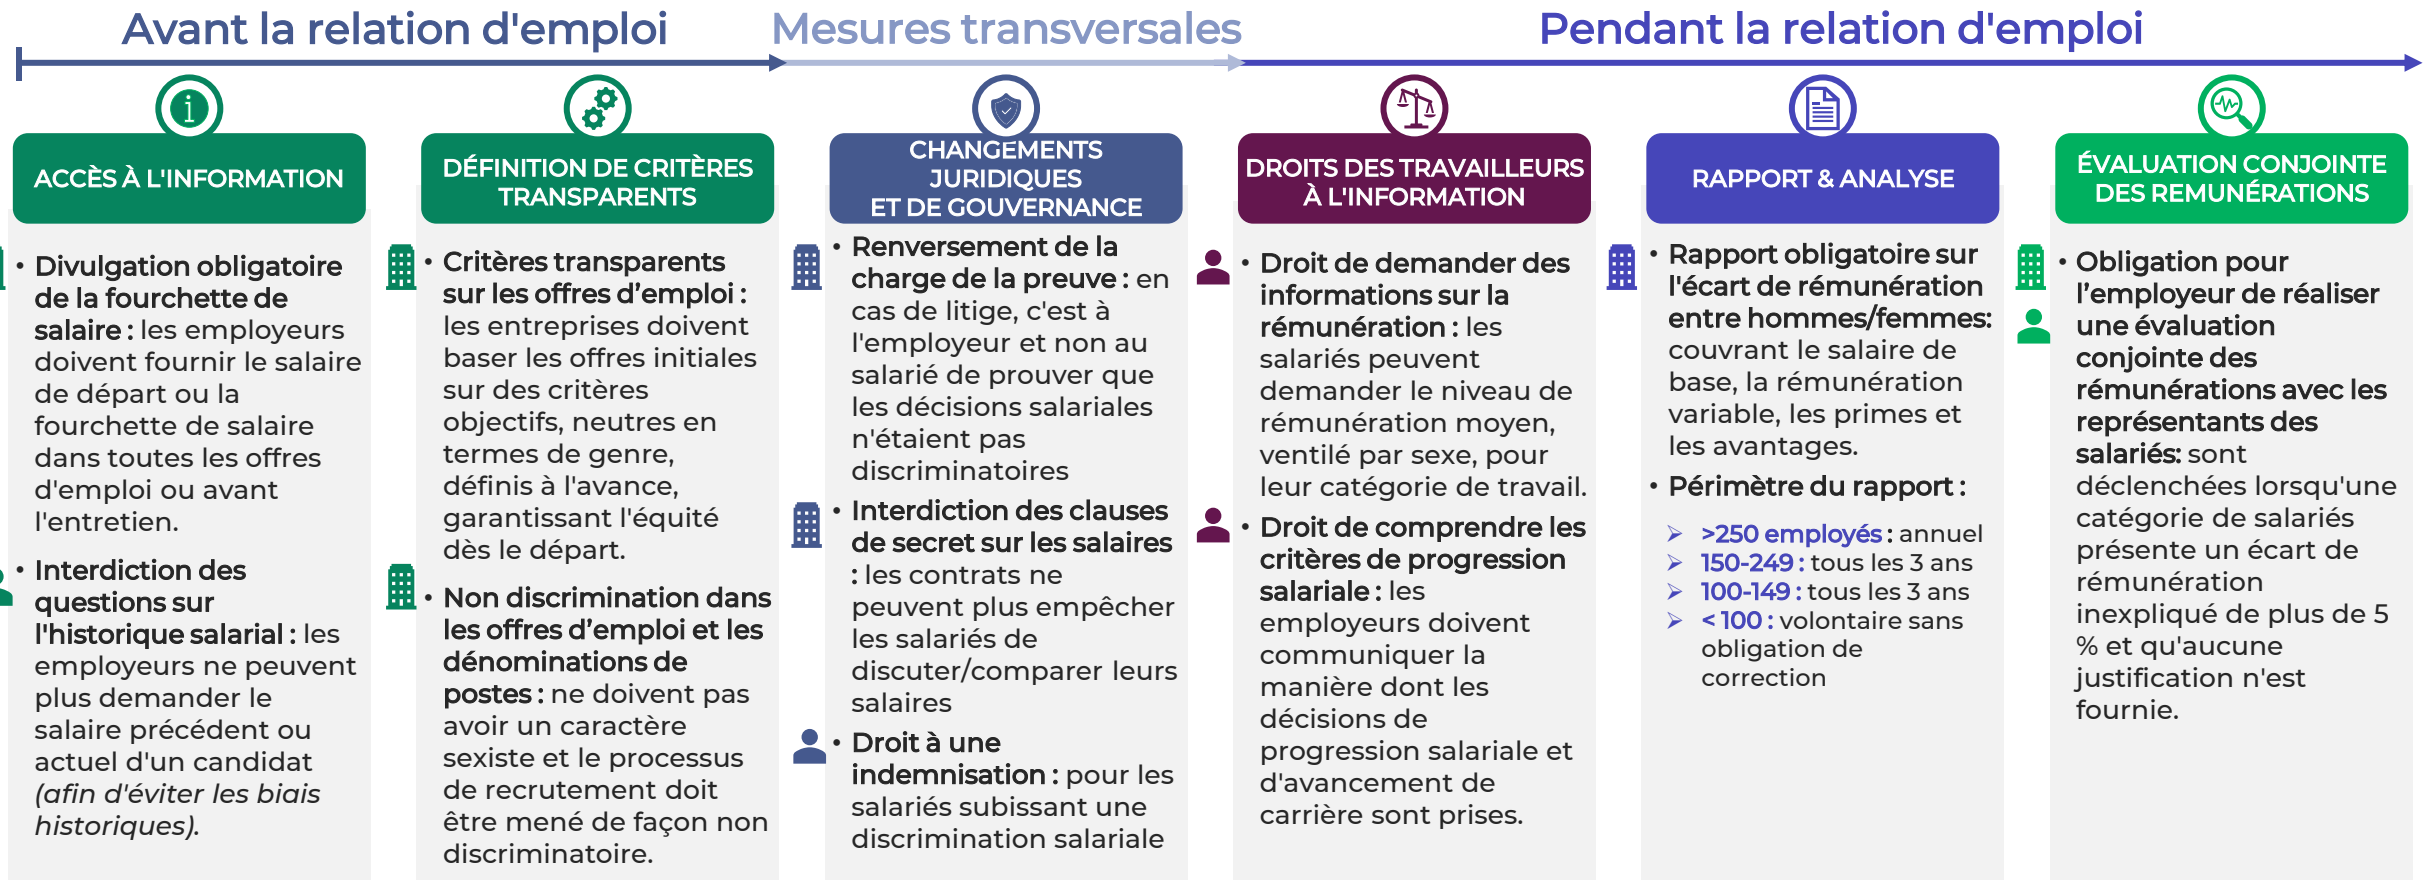 Avant la relation d'emploi
Mesures transversales
Pendant la relation d'emploi
ACCÈS À L'INFORMATION
• Divulgation obligatoire
de la fourchette de
salaire : les employeurs
doivent fournir le salaire
de départ ou la
fourchette de salaire
dans toutes les offres
d'emploi ou avant
l'entretien.
• Interdiction des
questions sur
l'historique salarial : les
employeurs ne peuvent
plus demander le
salaire précédent ou
actuel d'un candidat
(afin d'éviter les biais
historiques).
DÉFINITION DE CRITÈRES
TRANSPARENTS
• Critères transparents
sur les offres d’emploi :
les entreprises doivent
baser les offres initiales
sur des critères
objectifs, neutres en
termes de genre,
définis à l'avance,
garantissant l'équité
dès le départ.
• Non discrimination dans
les offres d’emploi et les
dénominations de
postes : ne doivent pas
avoir un caractère
sexiste et le processus
de recrutement doit
être mené de façon non
discriminatoire.
CHANGEMENTS
JURIDIQUES
ET DE GOUVERNANCE
• Renversement de la
charge de la preuve : en
cas de litige, c'est à
l'employeur et non au
salarié de prouver que
les décisions salariales
n'étaient pas
discriminatoires
• Interdiction des clauses
de secret sur les salaires
: les contrats ne
peuvent plus empêcher
les salariés de
discuter/comparer leurs
salaires
• Droit à une
indemnisation : pour les
salariés subissant une
discrimination salariale
DROITS DES TRAVAILLEURS
À L'INFORMATION
• Droit de demander des
informations sur la
rémunération : les
salariés peuvent
demander le niveau de
rémunération moyen,
ventilé par sexe, pour
leur catégorie de travail.
• Droit de comprendre les
critères de progression
salariale : les
employeurs doivent
communiquer la
manière dont les
décisions de
progression salariale et
d'avancement de
carrière sont prises.
RAPPORT & ANALYSE
• Rapport obligatoire sur
l'écart de rémunération
entre hommes/femmes:
couvrant le salaire de
base, la rémunération
variable, les primes et
les avantages.
• Périmètre du rapport :
➢ >250 employés : annuel
➢ 150-249 : tous les 3 ans
➢ 100-149 : tous les 3 ans
➢ < 100 : volontaire sans
obligation de
correction
ÉVALUATION CONJOINTE
DES REMUNÉRATIONS
• Obligation pour
l’employeur de réaliser
une évaluation
conjointe des
rémunérations avec les
représentants des
salariés: sont
déclenchées lorsqu'une
catégorie de salariés
présente un écart de
rémunération
inexpliqué de plus de 5
% et qu'aucune
justification n'est
fournie.